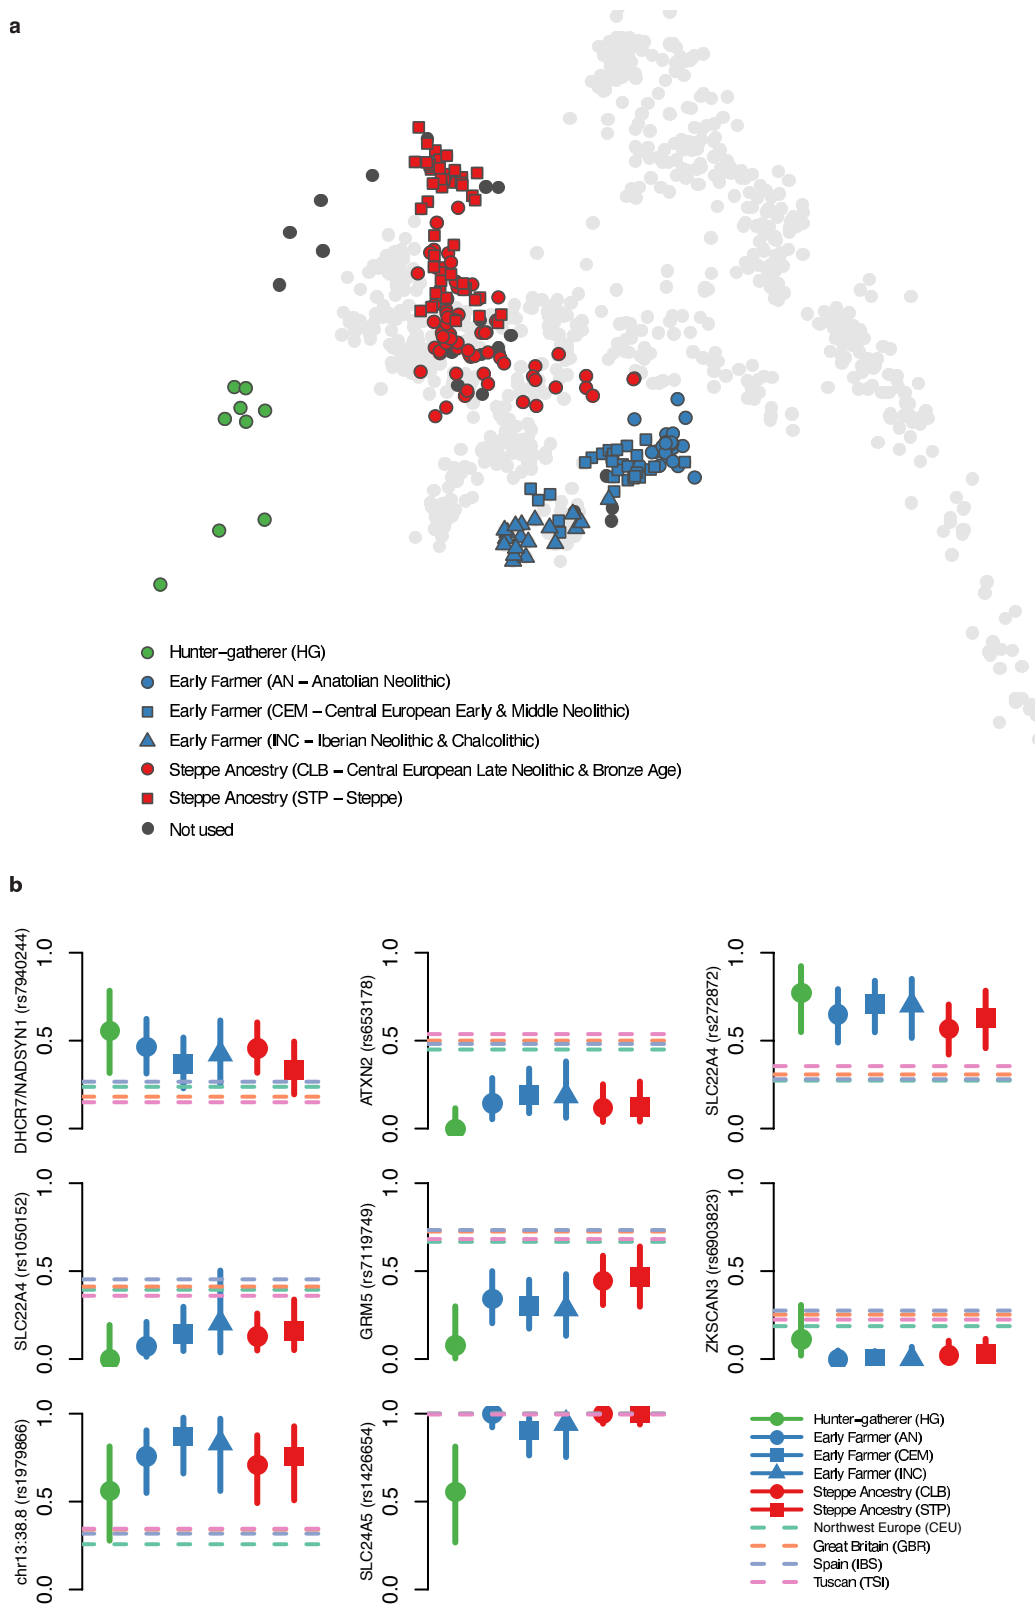 a
Hunter-gatherer (HG)
Early Farmer (AN – Anatolian Neolithic)
Early Farmer (CEM – Central European Early & Middle Neolithic)
Early Farmer (INC – Iberian Neolithic & Chalcolithic)
Steppe Ancestry (CLB – Central European Late Neolithic & Bronze Age)
Steppe Ancestry (STP – Steppe)
Not used
b
DHCR7/NADSYN1 (rs7940244)
1.0
0.5
0.0
ATXN2 (rs653178)
1.0
0.5
0.0
SLC22A4 (rs272872)
1.0
0.5
0.0
SLC22A4 (rs1050152)
1.0
0.5
0.0
GRM5 (rs7119749)
1.0
0.5
0.0
ZKSCAN3 (rs6903823)
1.0
0.5
0.0
chr13:38.8 (rs1979866)
1.0
0.5
0.0
SLC24A5 (rs1426654)
1.0
0.5
0.0
Hunter-gatherer (HG)
Early Farmer (AN)
Early Farmer (CEM)
Early Farmer (INC)
Steppe Ancestry (CLB)
Steppe Ancestry (STP)
Northwest Europe (CEU)
Great Britain (GBR)
Spain (IBS)
Tuscan (TSI)